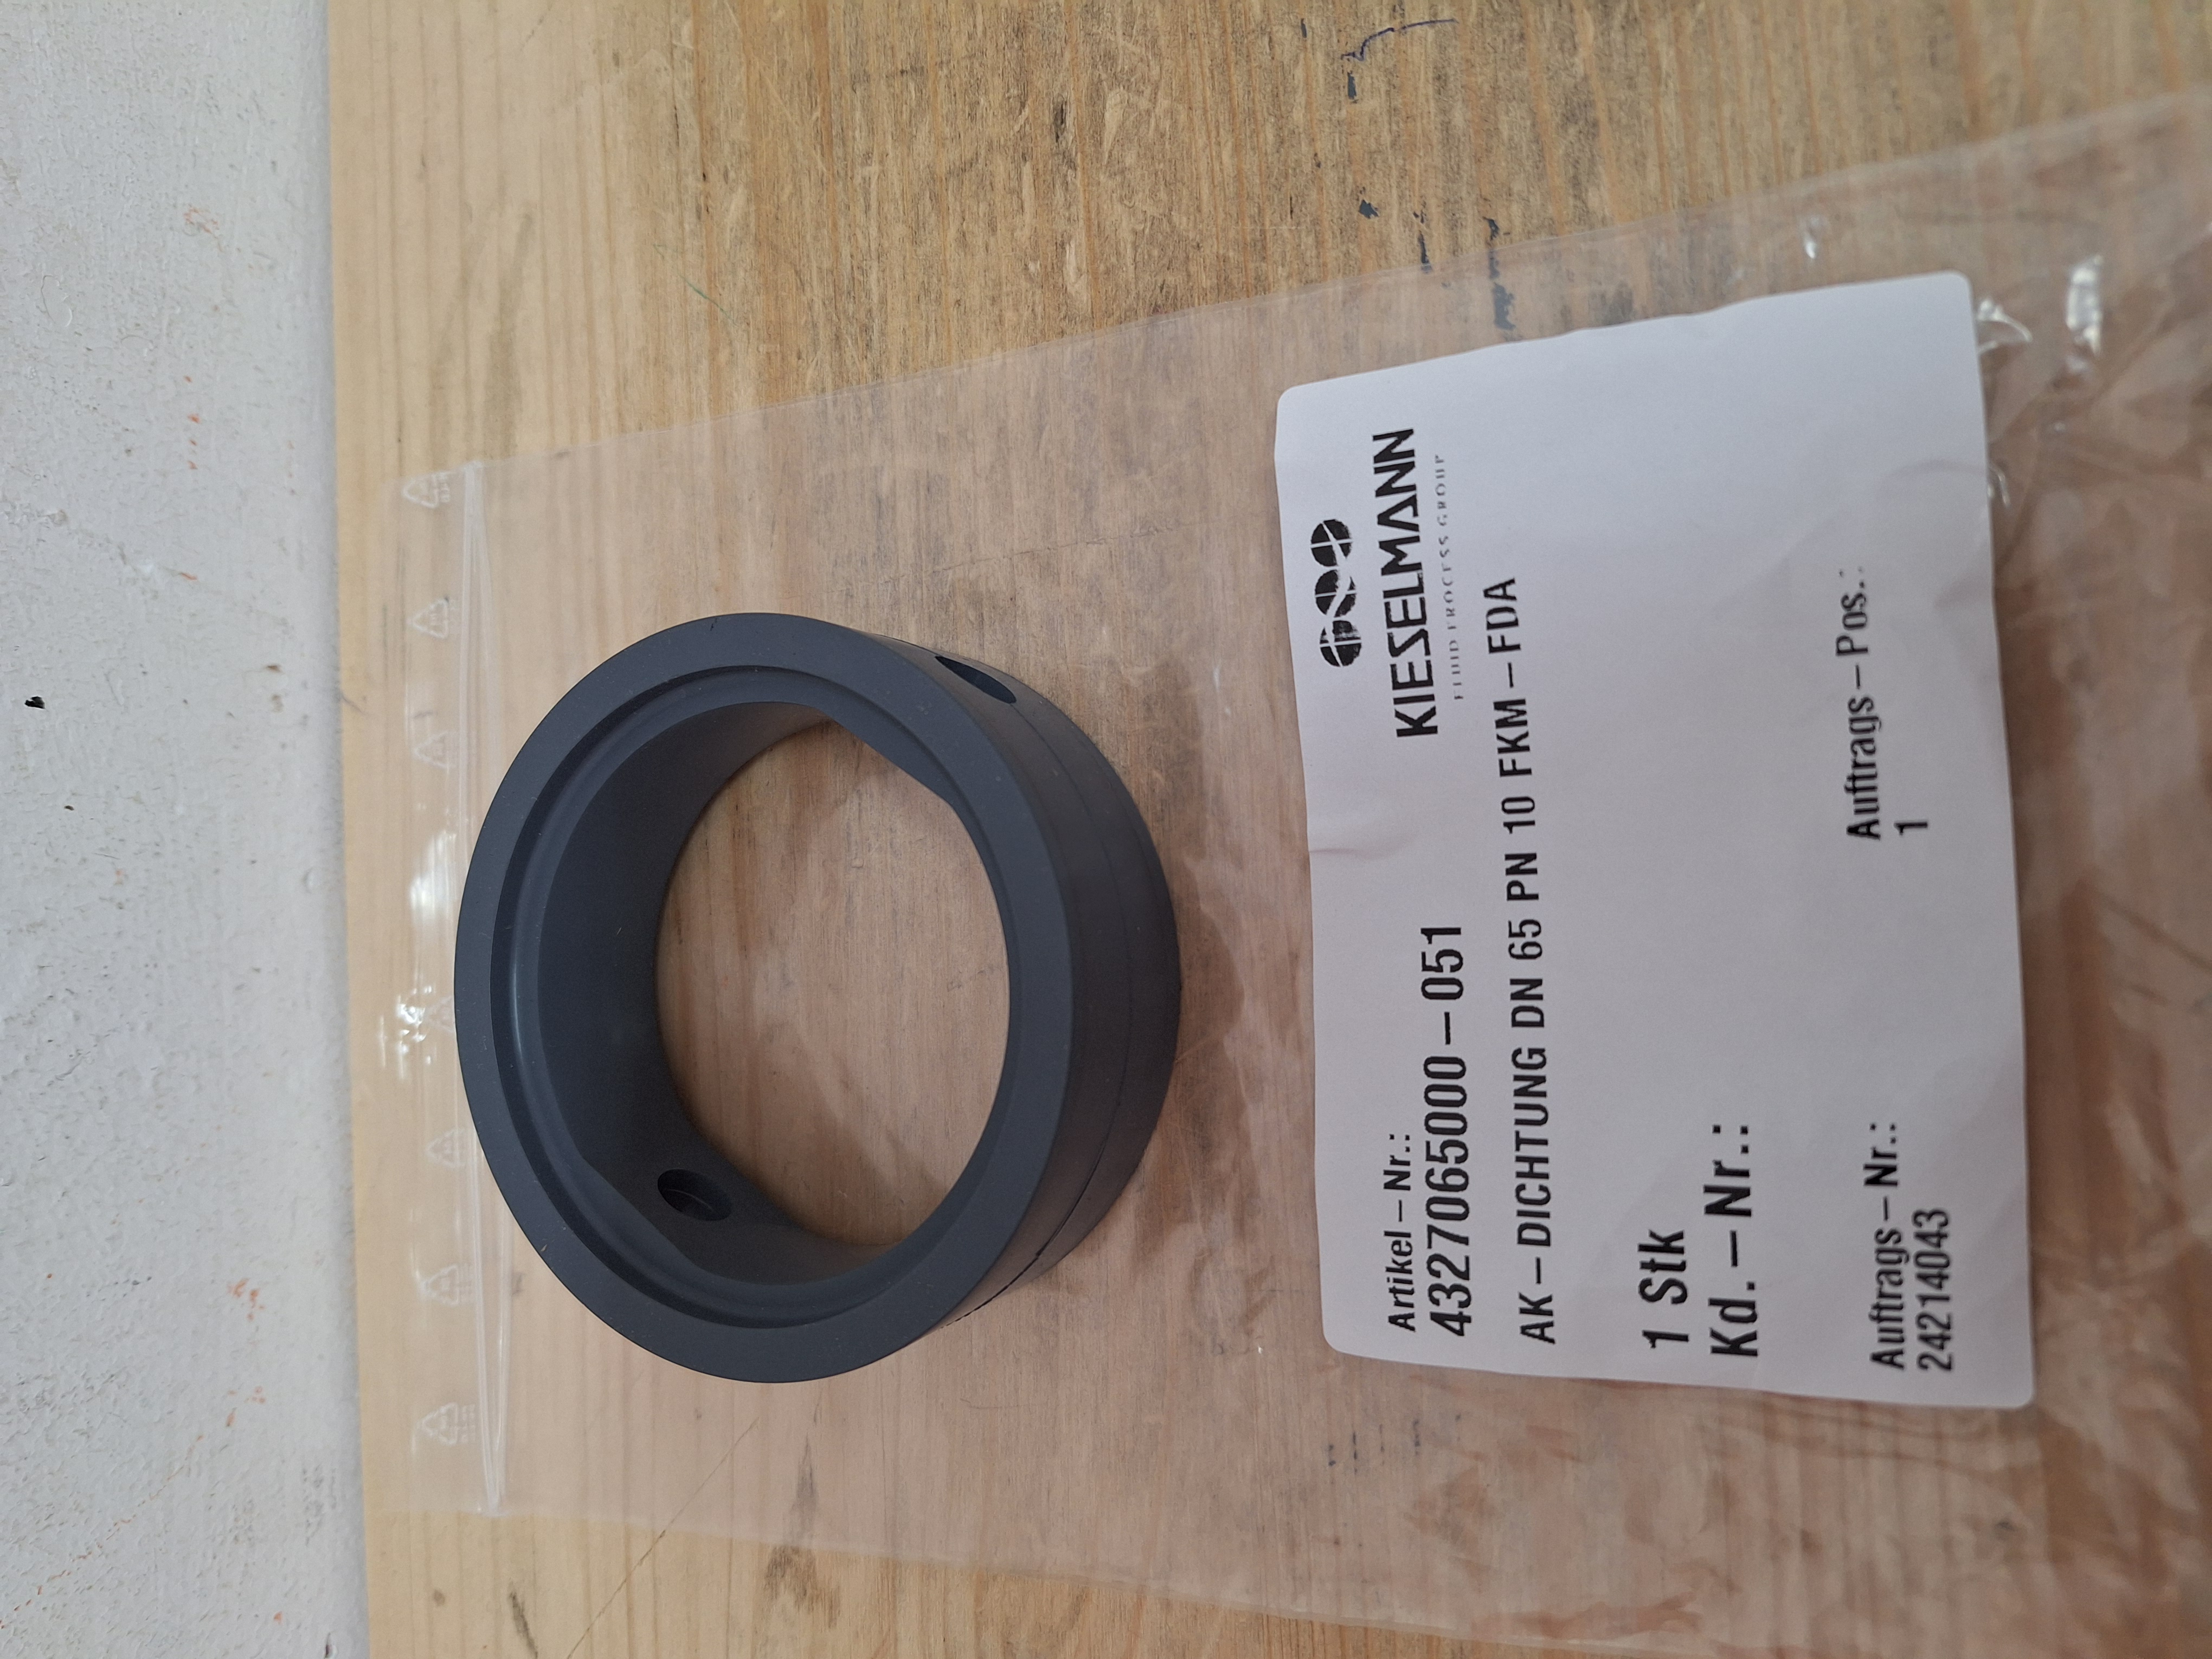 KIESELMANN
FLUID PROCESS GROUP
Artikel-Nr.:
4327065000-051
AK-DICHTUNG DN 65 PN 10 FKM-FDA
1 Stk
Kd.-Nr.:
Auftrags-Nr.:
24214043
Auftrags-Pos.:
1